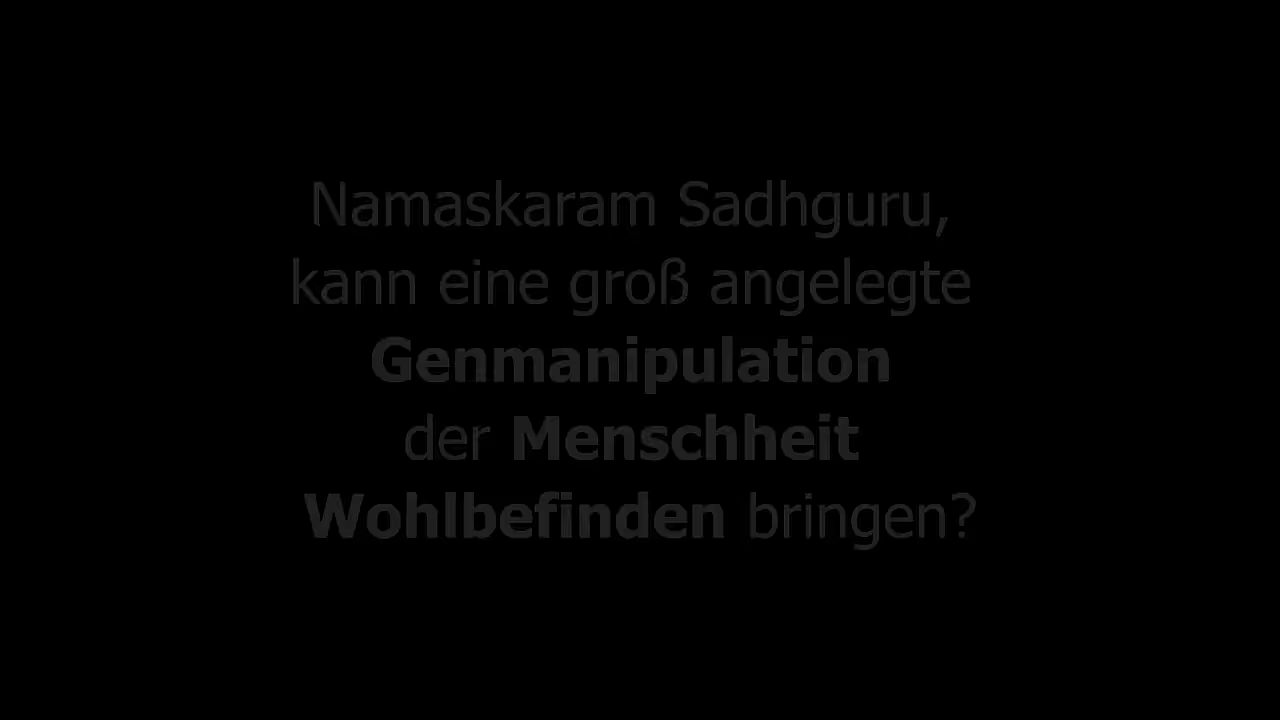 Namaskaram Sadhguru,
kann eine groß angelegte
Genmanipulation
der Menschheit
Wohlbefinden bringen?